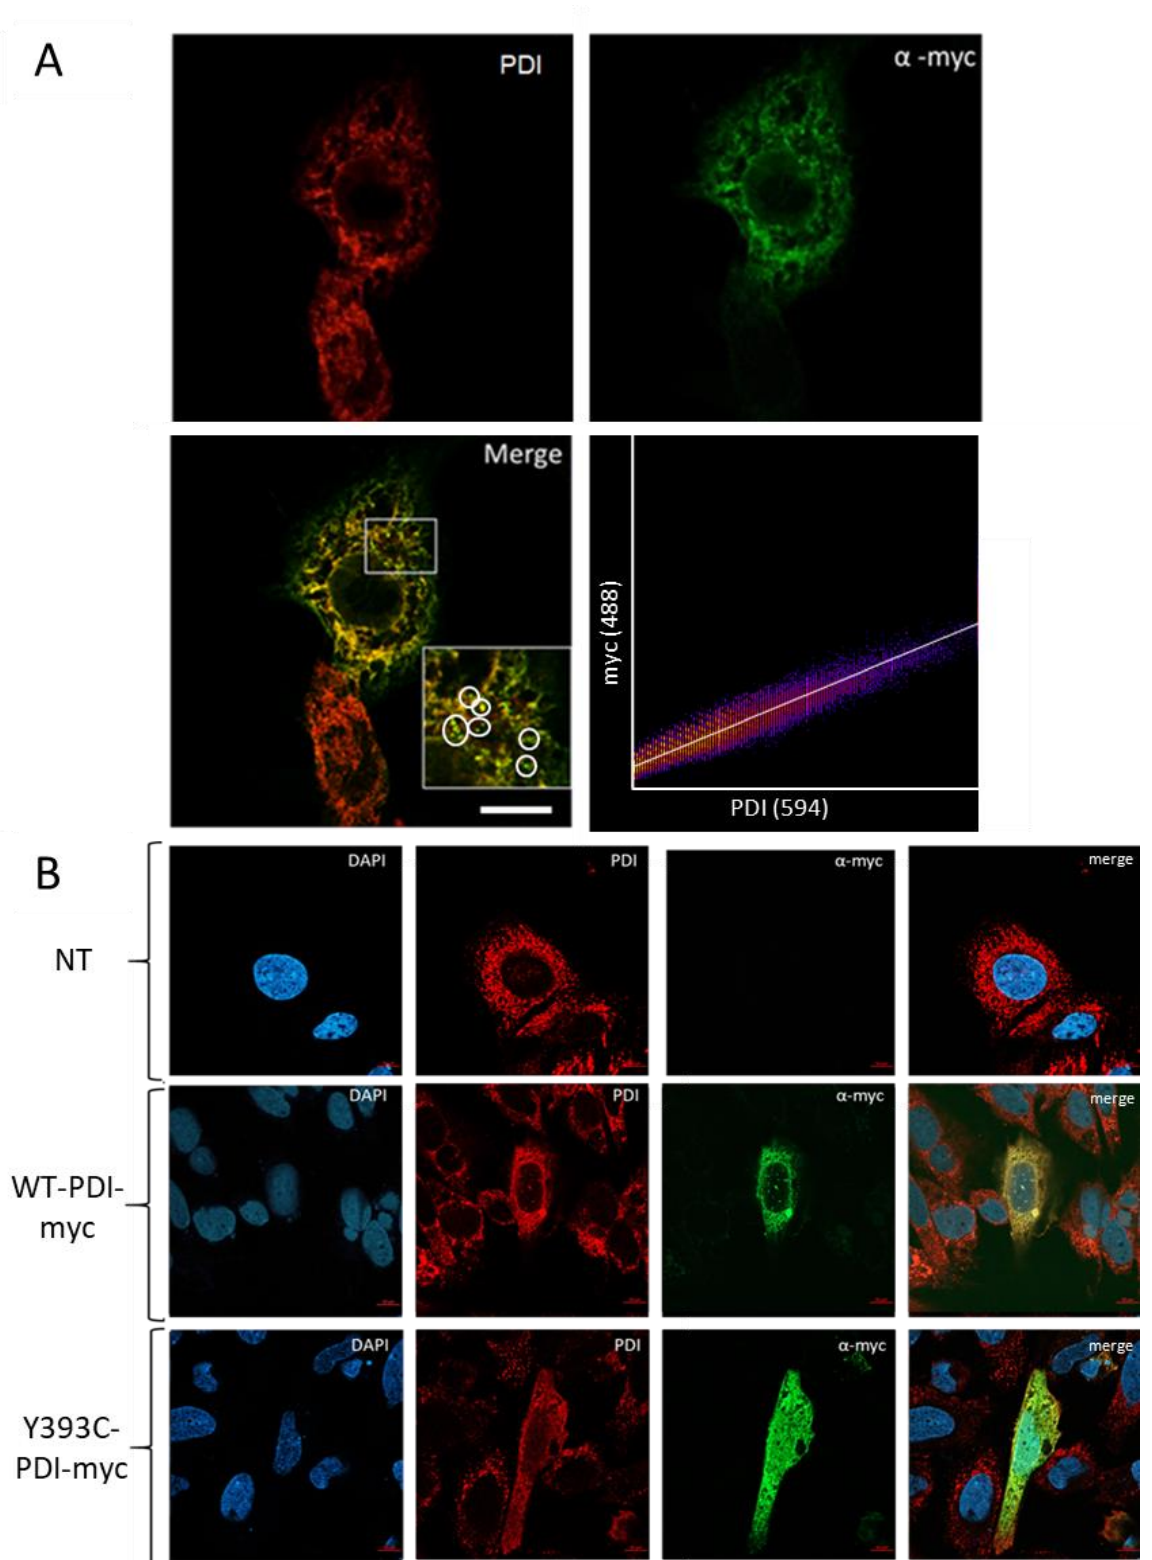 A
PDI
α -myc
Merge
myc (488)
PDI (594)
B
DAPI
PDI
α-myc
merge
NT
DAPI
PDI
α-myc
merge
WT-PDI-
myc
DAPI
PDI
α-myc
merge
Y393C-
PDI-myc